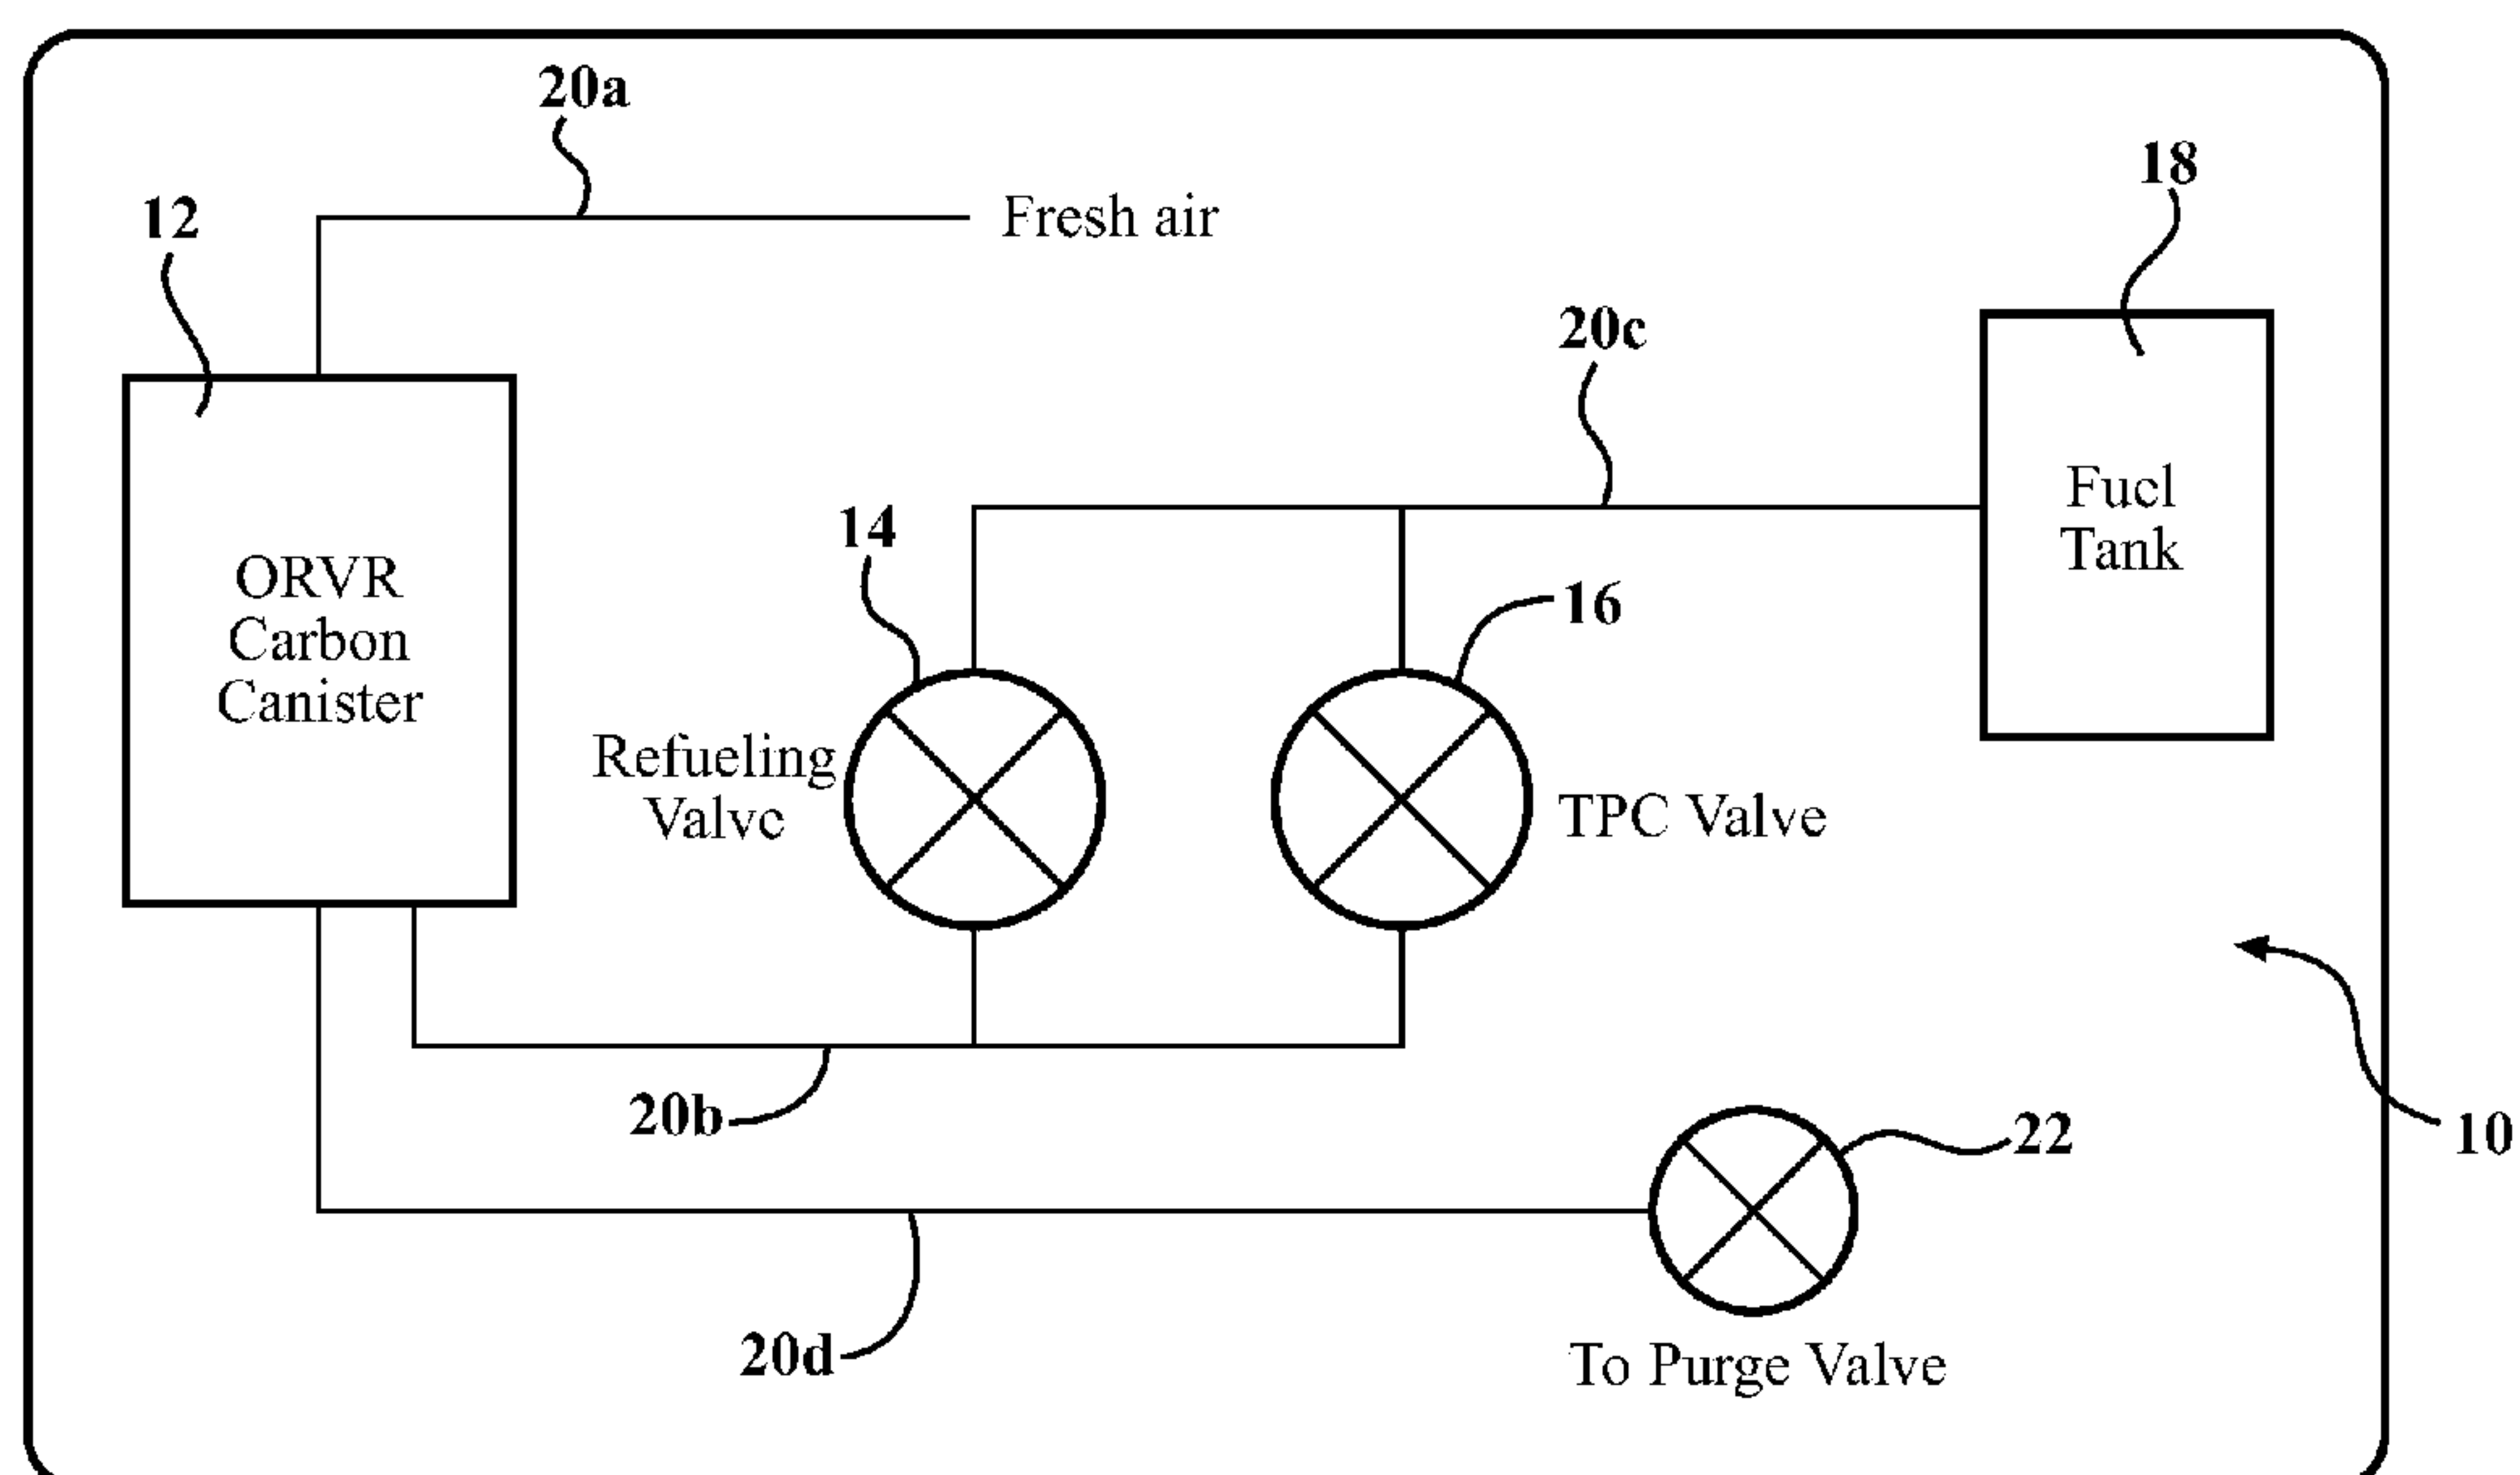 20a
Fresh air
12
18
20c
Fuel
Tank
14
16
ORVR
Carbon
Canister
Refueling
Valve
TPC Valve
20b
22
10
20d
To Purge Valve